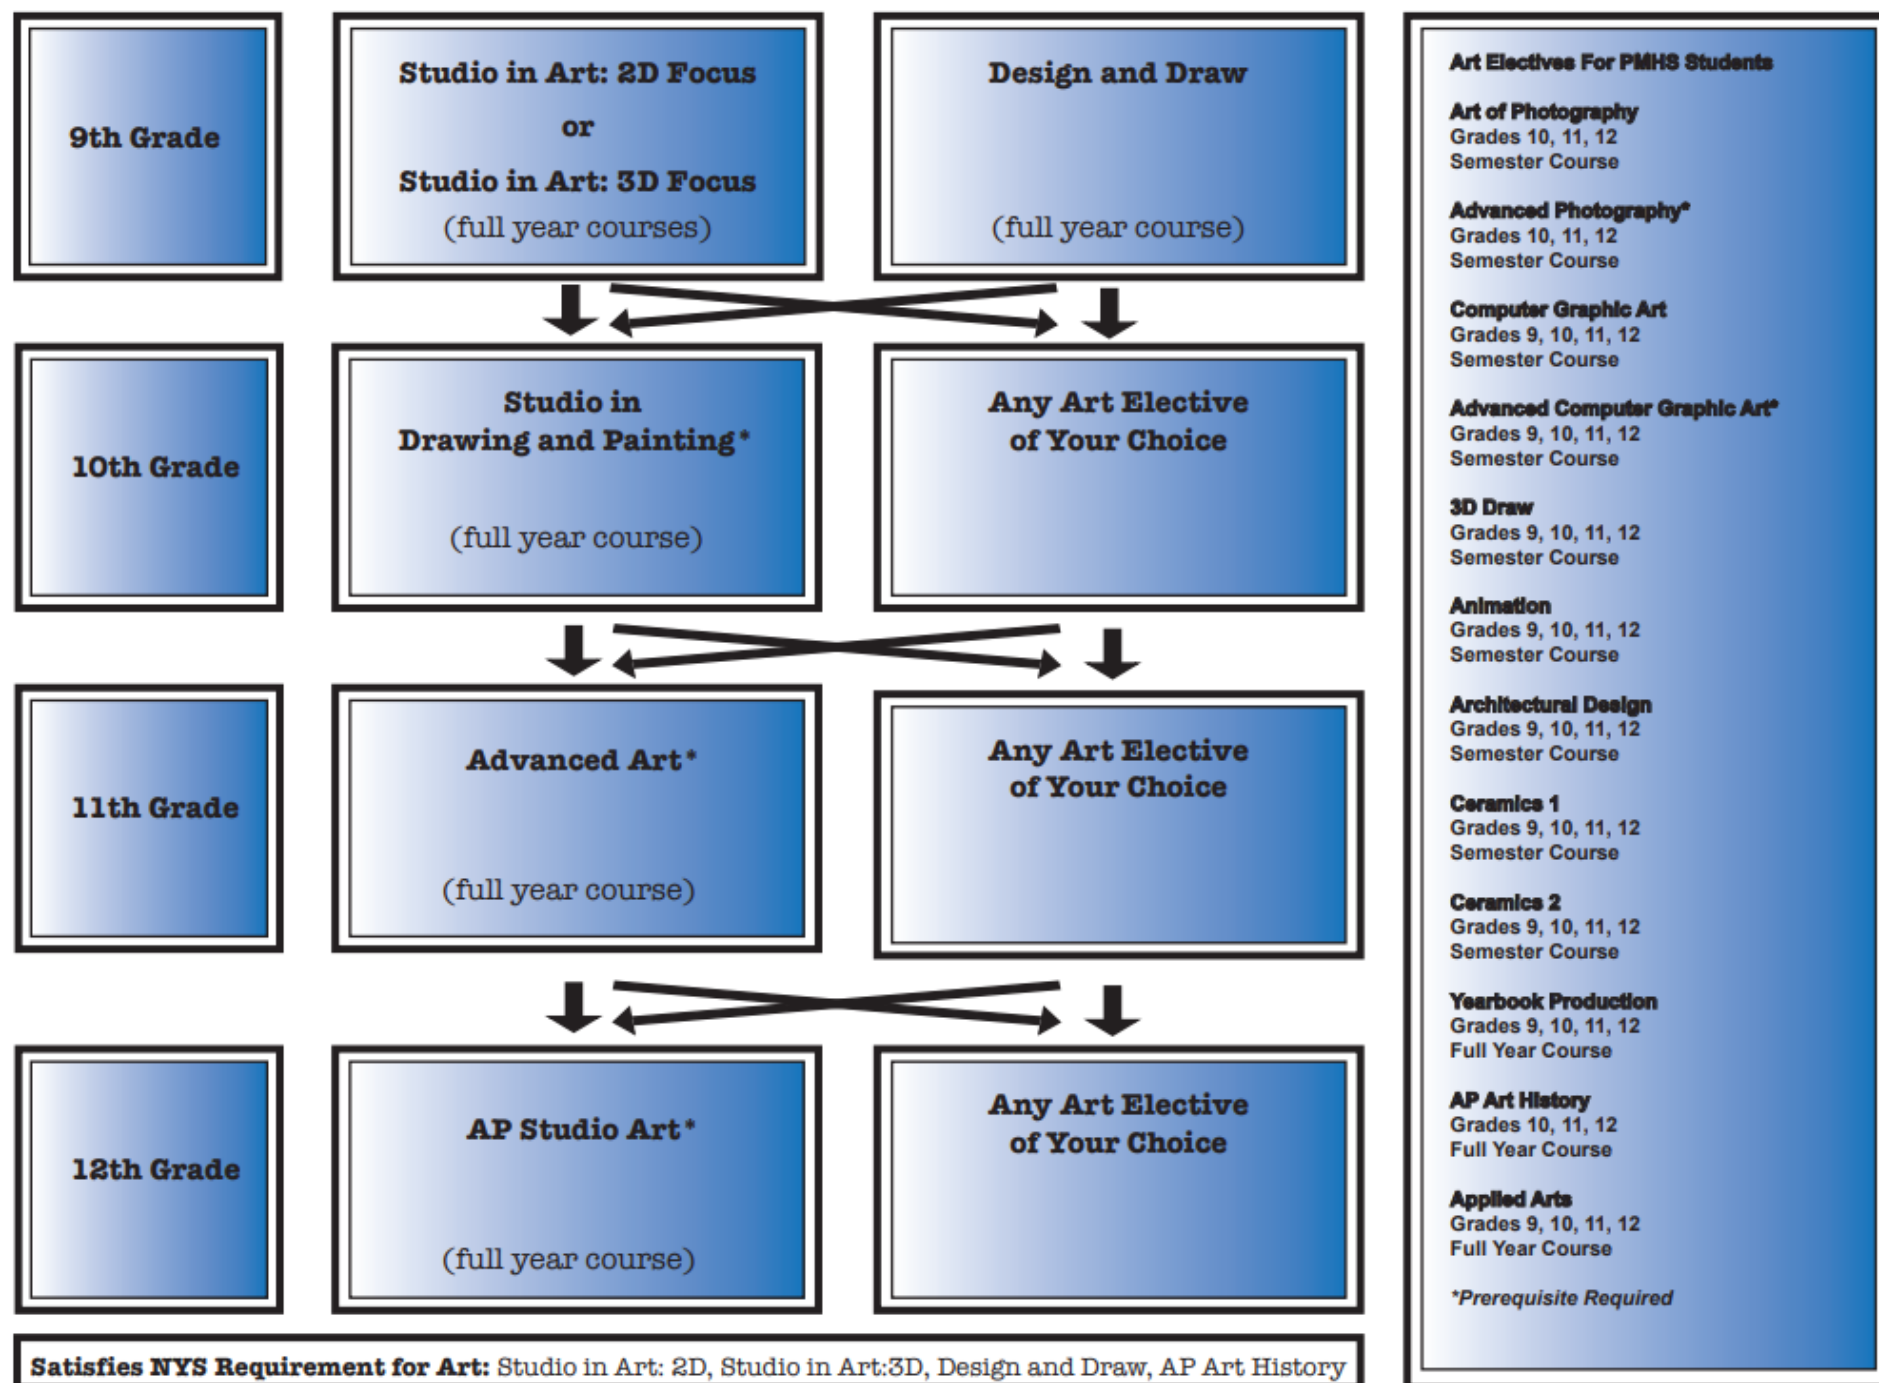 9th Grade
Studio in Art: 2D Focus
or
Studio in Art: 3D Focus
(full year courses)
Design and Draw
(full year course)
10th Grade
Studio in
Drawing and Painting*
(full year course)
Any Art Elective
of Your Choice
11th Grade
Advanced Art*
(full year course)
Any Art Elective
of Your Choice
12th Grade
AP Studio Art*
(full year course)
Any Art Elective
of Your Choice
Satisfies NYS Requirement for Art: Studio in Art: 2D, Studio in Art:3D, Design and Draw, AP Art History
Art Electives For PMHS Students
Art of Photography
Grades 10, 11, 12
Semester Course
Advanced Photography*
Grades 10, 11, 12
Semester Course
Computer Graphic Art
Grades 9, 10, 11, 12
Semester Course
Advanced Computer Graphic Art*
Grades 9, 10, 11, 12
Semester Course
3D Draw
Grades 9, 10, 11, 12
Semester Course
Animation
Grades 9, 10, 11, 12
Semester Course
Architectural Design
Grades 9, 10, 11, 12
Semester Course
Ceramics 1
Grades 9, 10, 11, 12
Semester Course
Ceramics 2
Grades 9, 10, 11, 12
Semester Course
Yearbook Production
Grades 9, 10, 11, 12
Full Year Course
AP Art History
Grades 10, 11, 12
Full Year Course
Applied Arts
Grades 9, 10, 11, 12
Full Year Course
*Prerequisite Required